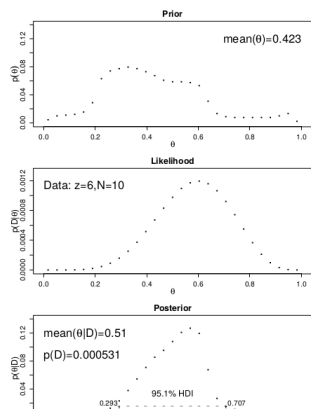 Prior
mean(θ)=0.423
p(θ)
0.00 0.04 0.08 0.12
0.0 0.2 0.4 0.6 0.8 1.0
θ
Likelihood
Data: z=6,N=10
p(D|θ)
0.0000 0.0004 0.0008 0.0012
0.0 0.2 0.4 0.6 0.8 1.0
θ
Posterior
mean(θ|D)=0.51
p(D)=0.000531
p(θ|D)
0.04 0.08 0.12
95.1% HDI
0.293 0.707